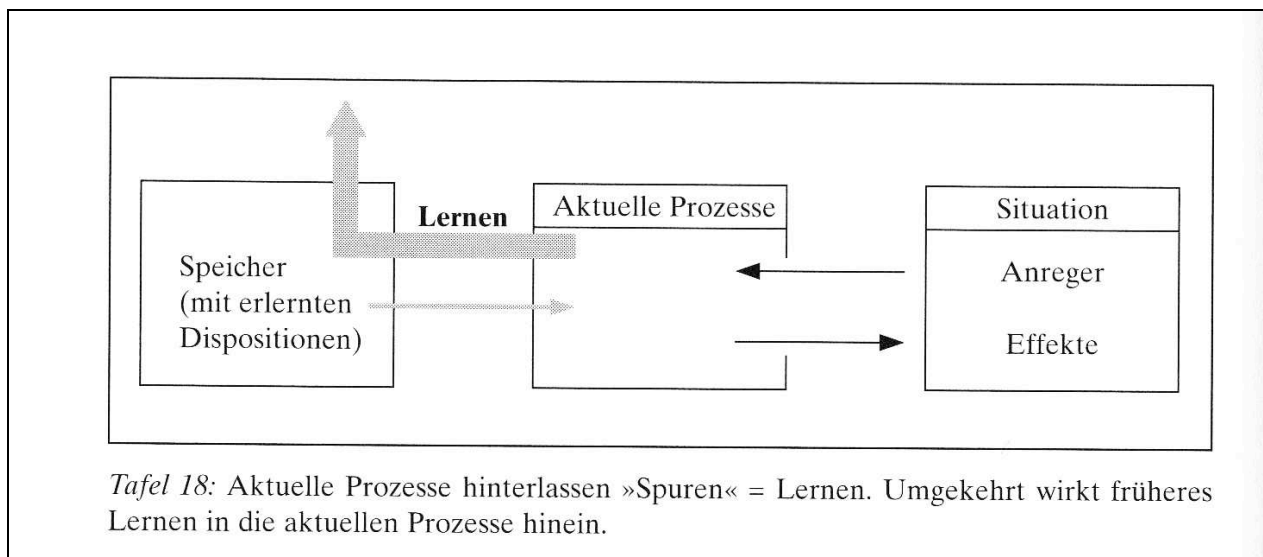 Lernen
Aktuelle Prozesse
Situation
Speicher
(mit erlernten
Dispositionen)
Anreger
Effekte
Tafel 18: Aktuelle Prozesse hinterlassen »Spuren« = Lernen. Umgekehrt wirkt früheres
Lernen in die aktuellen Prozesse hinein.